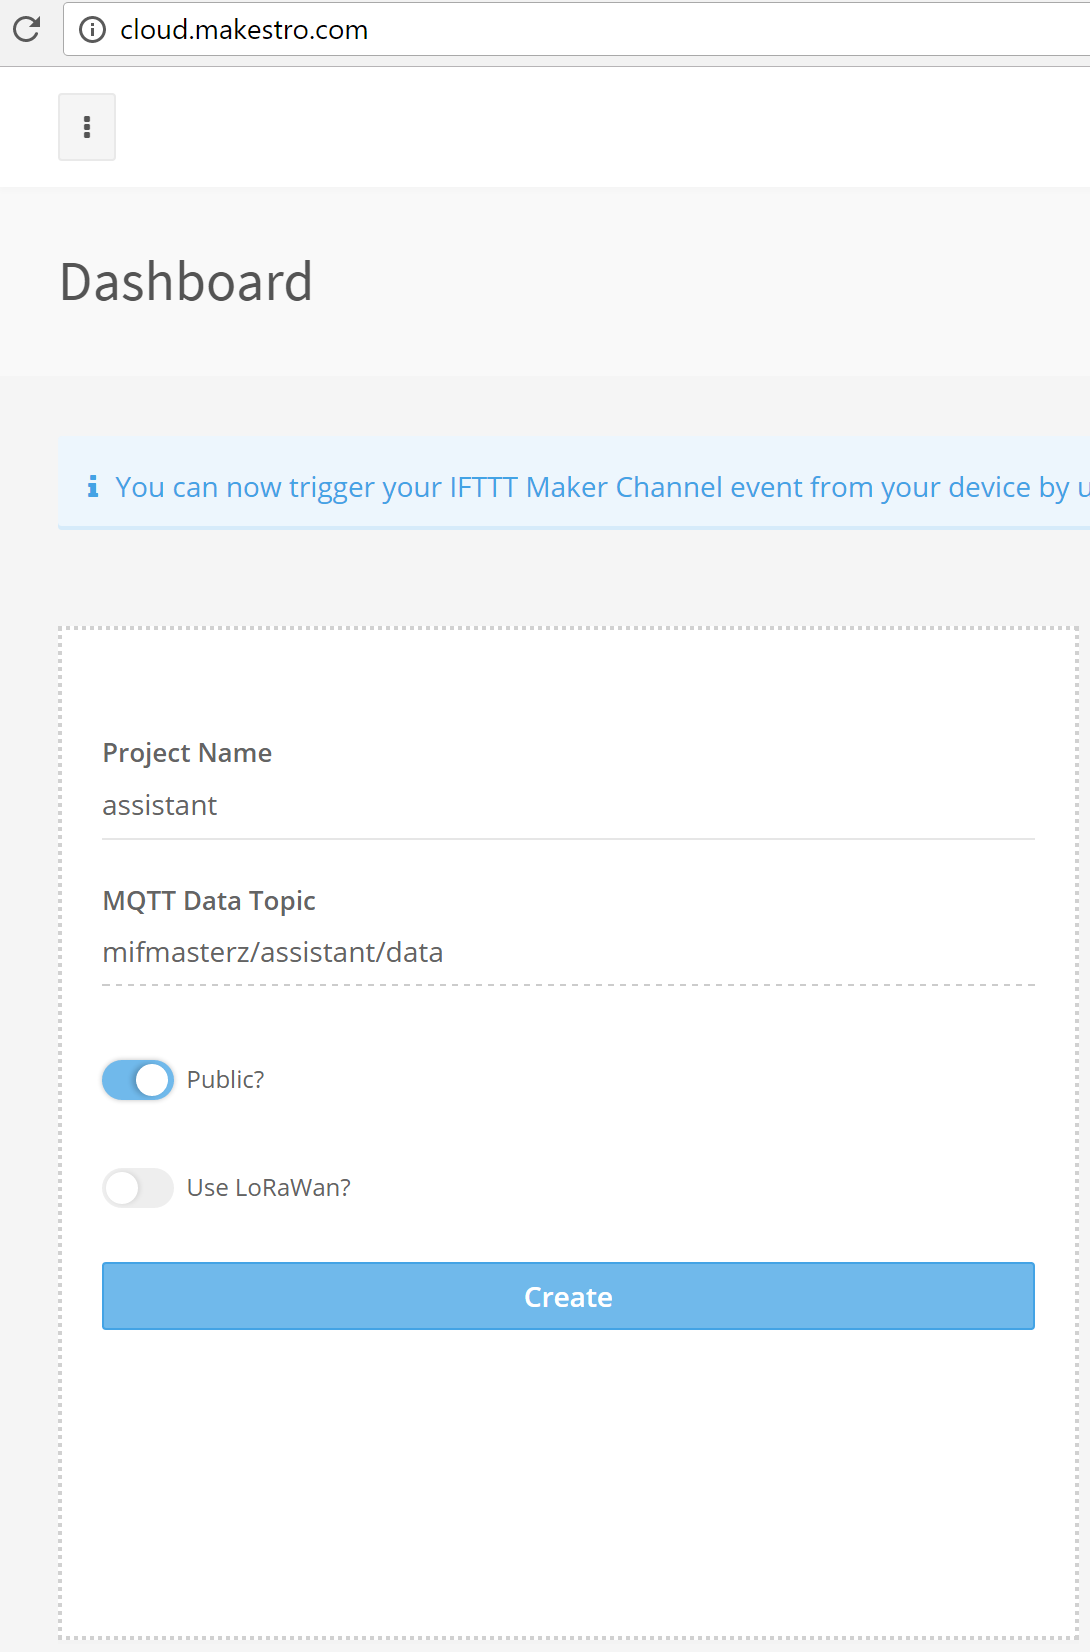 cloud.makestro.com
Dashboard
You can now trigger your IFTTT Maker Channel event from your device by u
Project Name
assistant
MQTT Data Topic
mifmasterz/assistant/data
Public?
Use LoRaWan?
Create